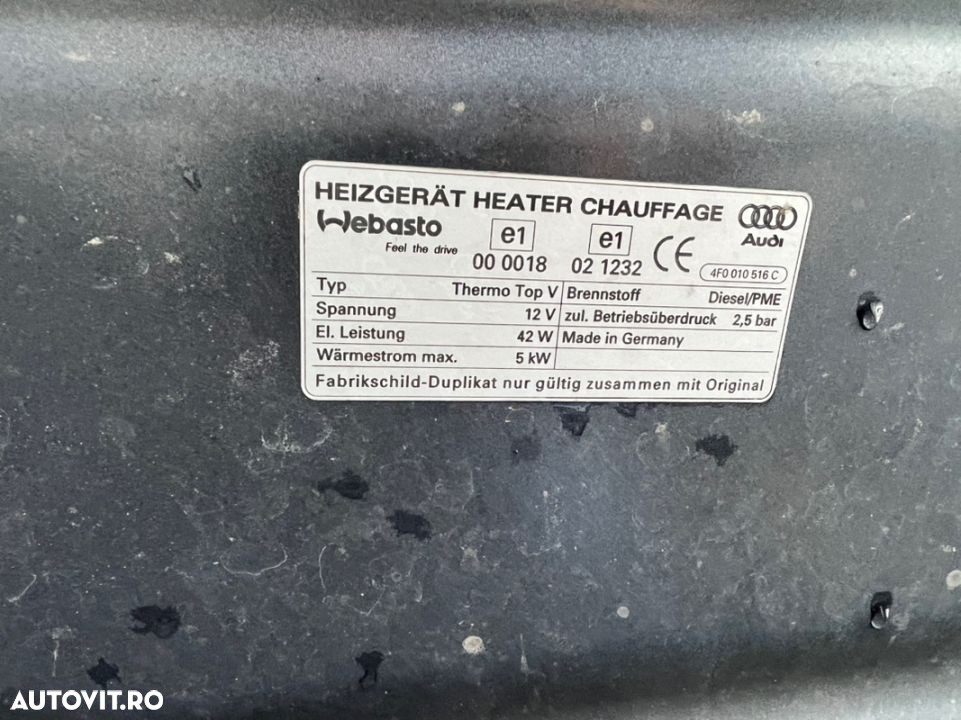 HEIZGERÄT HEATER CHAUFFAGE
Webasto
Feel the drive
e1
00 0018
e1
02 1232
CE
Audi
4F0 010 516 C
Typ Thermo Top V Brennstoff Diesel/PME
Spannung 12 V zul. Betriebsüberdruck 2,5 bar
El. Leistung 42 W Made in Germany
Wärmestrom max. 5 kW
Fabrikschild-Duplikat nur gültig zusammen mit Original
AUTOVIT.RO